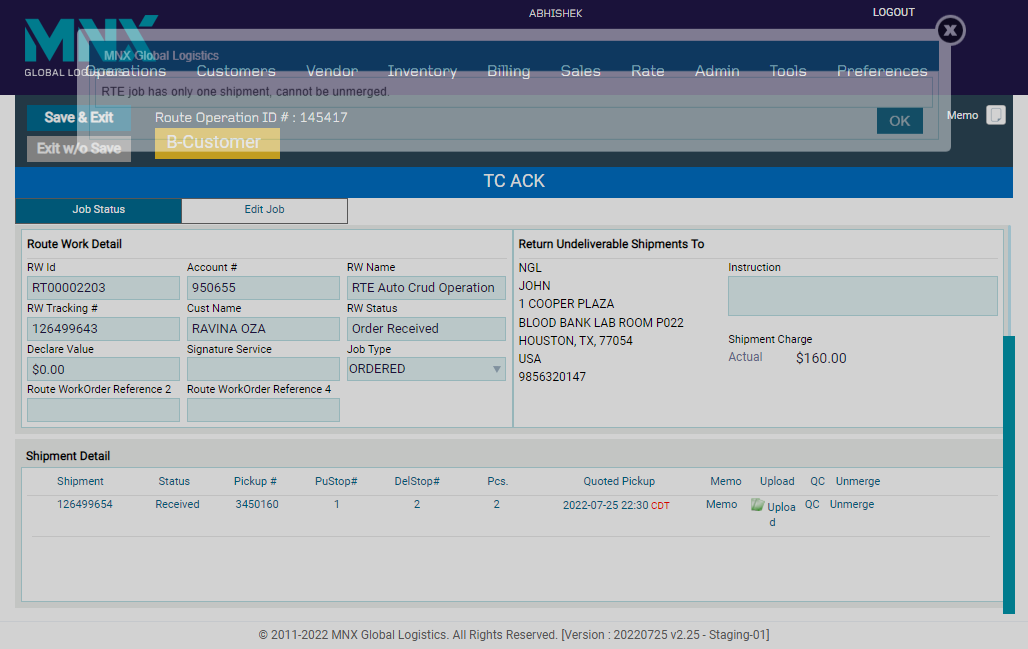 ABHISHEK
LOGOUT
MNX
GLOBAL LOGISTICS
MNX Global Logistics
Operations Customers Vendor Inventory Billing Sales Rate Admin Tools Preferences
RTE job has only one shipment, cannot be unmerged.
OK
Save & Exit
Route Operation ID # : 145417
Memo
Exit w/o Save
B-Customer
TC ACK
Job Status
Edit Job
Route Work Detail
RW Id Account # RW Name
RT00002203 950655 RTE Auto Crud Operation
RW Tracking # Cust Name RW Status
126499643 RAVINA OZA Order Received
Declare Value Signature Service Job Type
$0.00 ORDERED
Route WorkOrder Reference 2 Route WorkOrder Reference 4
Return Undeliverable Shipments To
NGL
JOHN
1 COOPER PLAZA
BLOOD BANK LAB ROOM P022
HOUSTON, TX, 77054
USA
9856320147
Instruction
Shipment Charge
Actual $160.00
Shipment Detail
Shipment Status Pickup # PuStop# DelStop# Pcs. Quoted Pickup Memo Upload QC Unmerge
126499654 Received 3450160 1 2 2 2022-07-25 22:30 CDT Memo Uploa QC Unmerge
d
© 2011-2022 MNX Global Logistics. All Rights Reserved. [Version : 20220725 v2.25 - Staging-01]